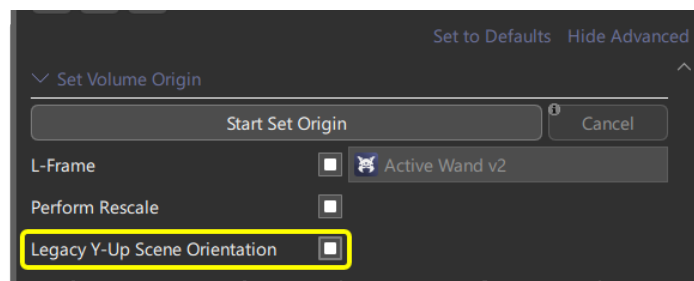 Set to Defaults Hide Advanced
Set Volume Origin
Start Set Origin Cancel
L-Frame Active Wand v2
Perform Rescale
Legacy Y-Up Scene Orientation